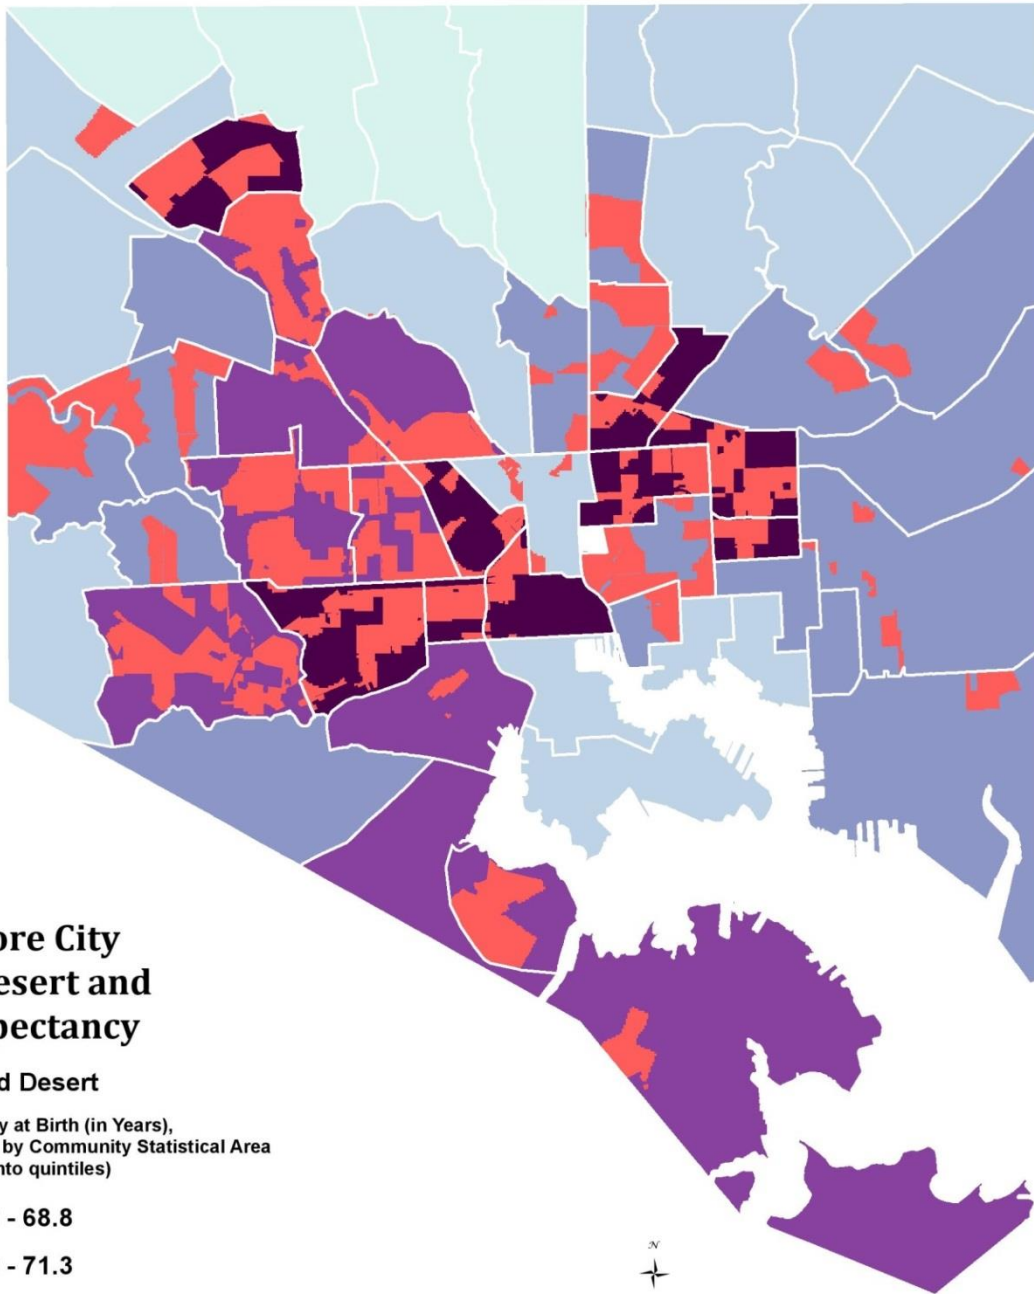 ore City
esert and
pectancy
d Desert
y at Birth (in Years),
by Community Statistical Area
nto quintiles)
- 68.8
- 71.3
N